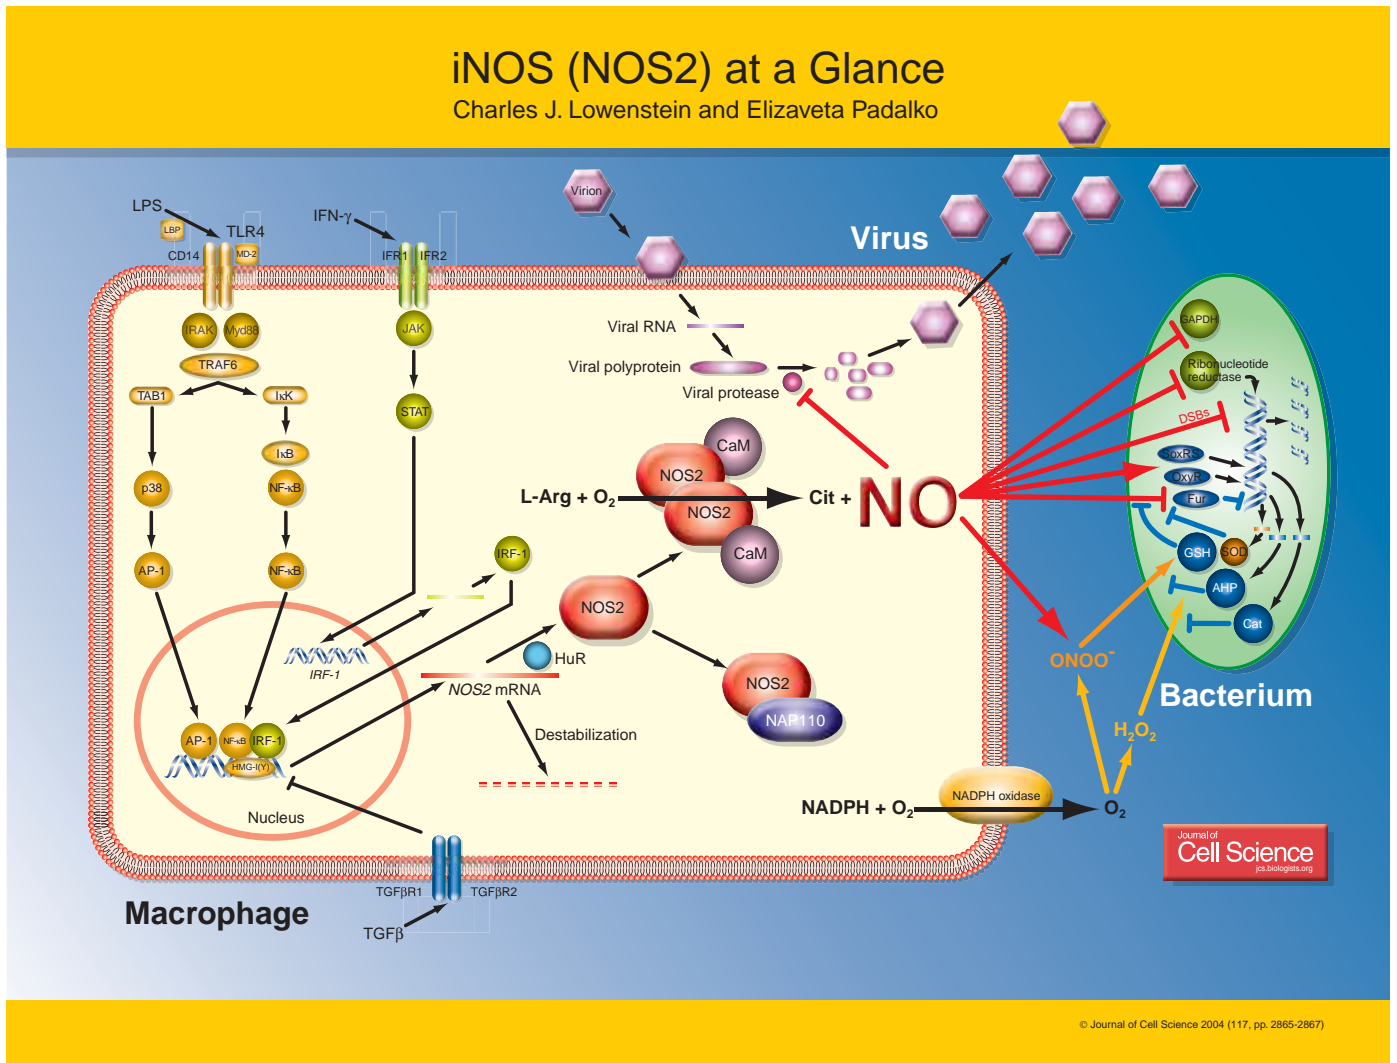 iNOS (NOS2) at a Glance
Charles J. Lowenstein and Elizaveta Padalko
LPS
LBP
TLR4
CD14
MD-2
IFN-γ
IFR1
IFR2
Virion
Virus
IRAK
Myd88
TRAF6
TAB1
IκK
IκB
p38
NF-κB
AP-1
NF-κB
JAK
STAT
Viral RNA
Viral polyprotein
Viral protease
NOS2
CaM
NOS2
CaM
L-Arg + O2
Cit +
NO
IRF-1
NOS2
HuR
NOS2 mRNA
Destabilization
NOS2
NAP110
IRF-1
AP-1
NF-κB
IRF-1
HMG-I(Y)
Nucleus
TGFβR1
TGFβR2
TGFβ
Macrophage
NADPH + O2
NADPH oxidase
O2
H2O2
ONOO−
GAPDH
Ribonucleotide
reductase
DSBs
SoxRS
OxyR
Fur
GSH
SOD
AHP
Cat
Bacterium
Journal of
Cell Science
jcs.biologists.org
© Journal of Cell Science 2004 (117, pp. 2865-2867)